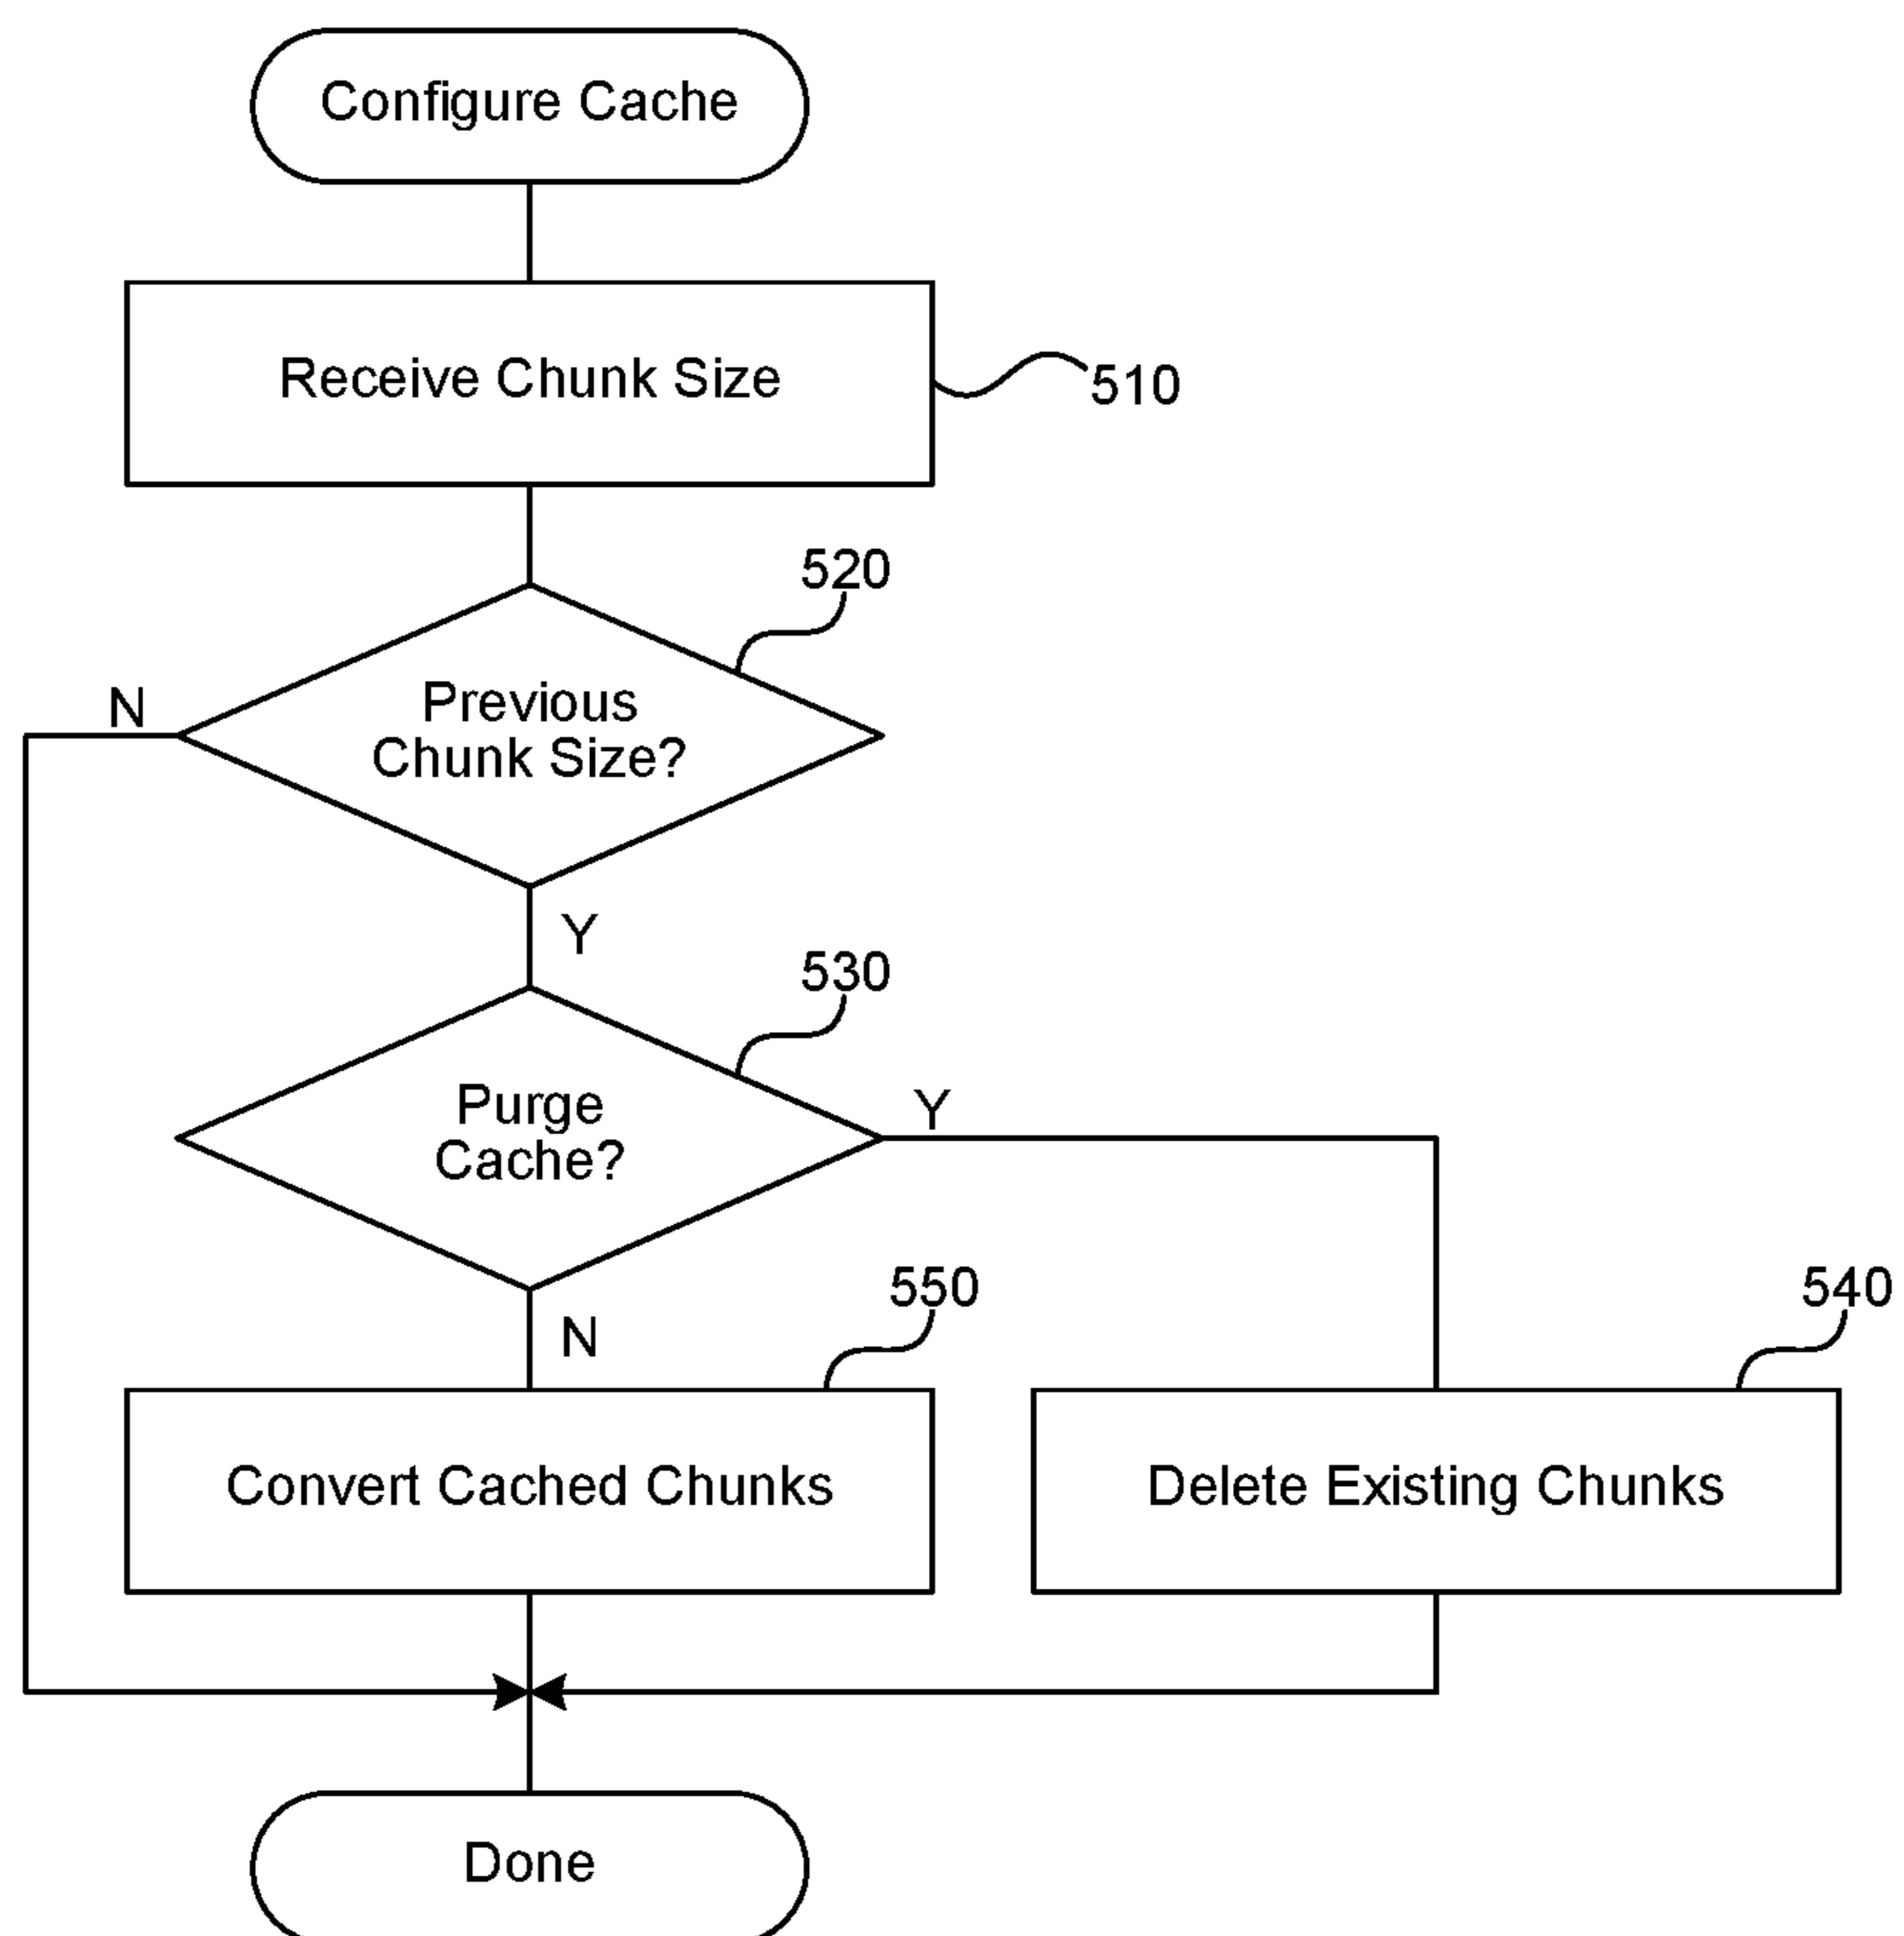 Configure Cache
Receive Chunk Size
510
520
Previous
Chunk Size?
N
Y
530
Purge
Cache?
Y
N
550
540
Convert Cached Chunks
Delete Existing Chunks
Done